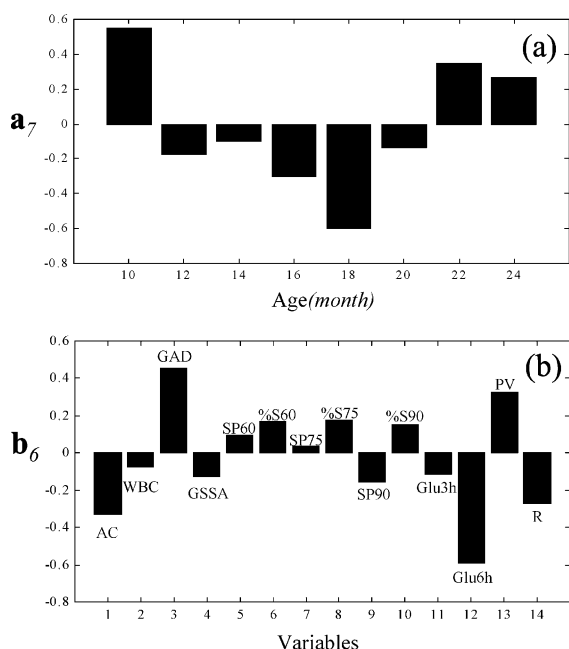 (a)
a7
0.6
0.4
0.2
0
-0.2
-0.4
-0.6
-0.8
10 12 14 16 18 20 22 24
Age(month)
(b)
b6
0.6
0.4
0.2
0
-0.2
-0.4
-0.6
-0.8
GAD
PV
SP60
%S60
SP75
%S75
%S90
AC
WBC
GSSA
SP90
Glu3h
Glu6h
R
1 2 3 4 5 6 7 8 9 10 11 12 13 14
Variables